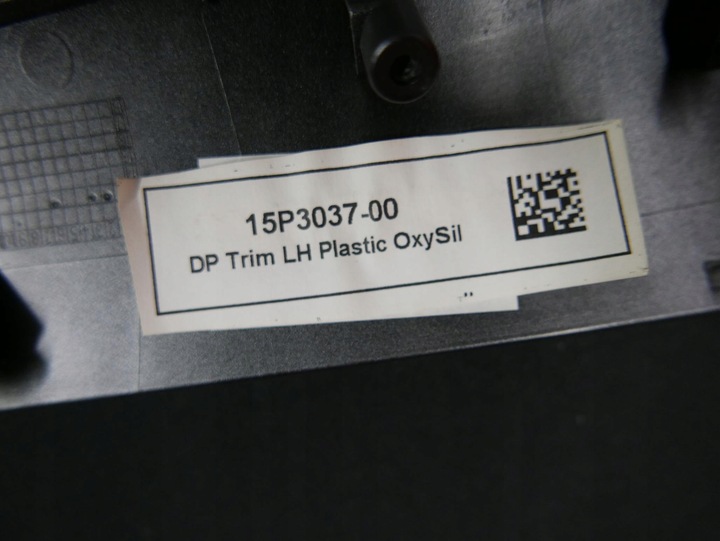 15P3037-00
DP Trim LH Plastic OxySil